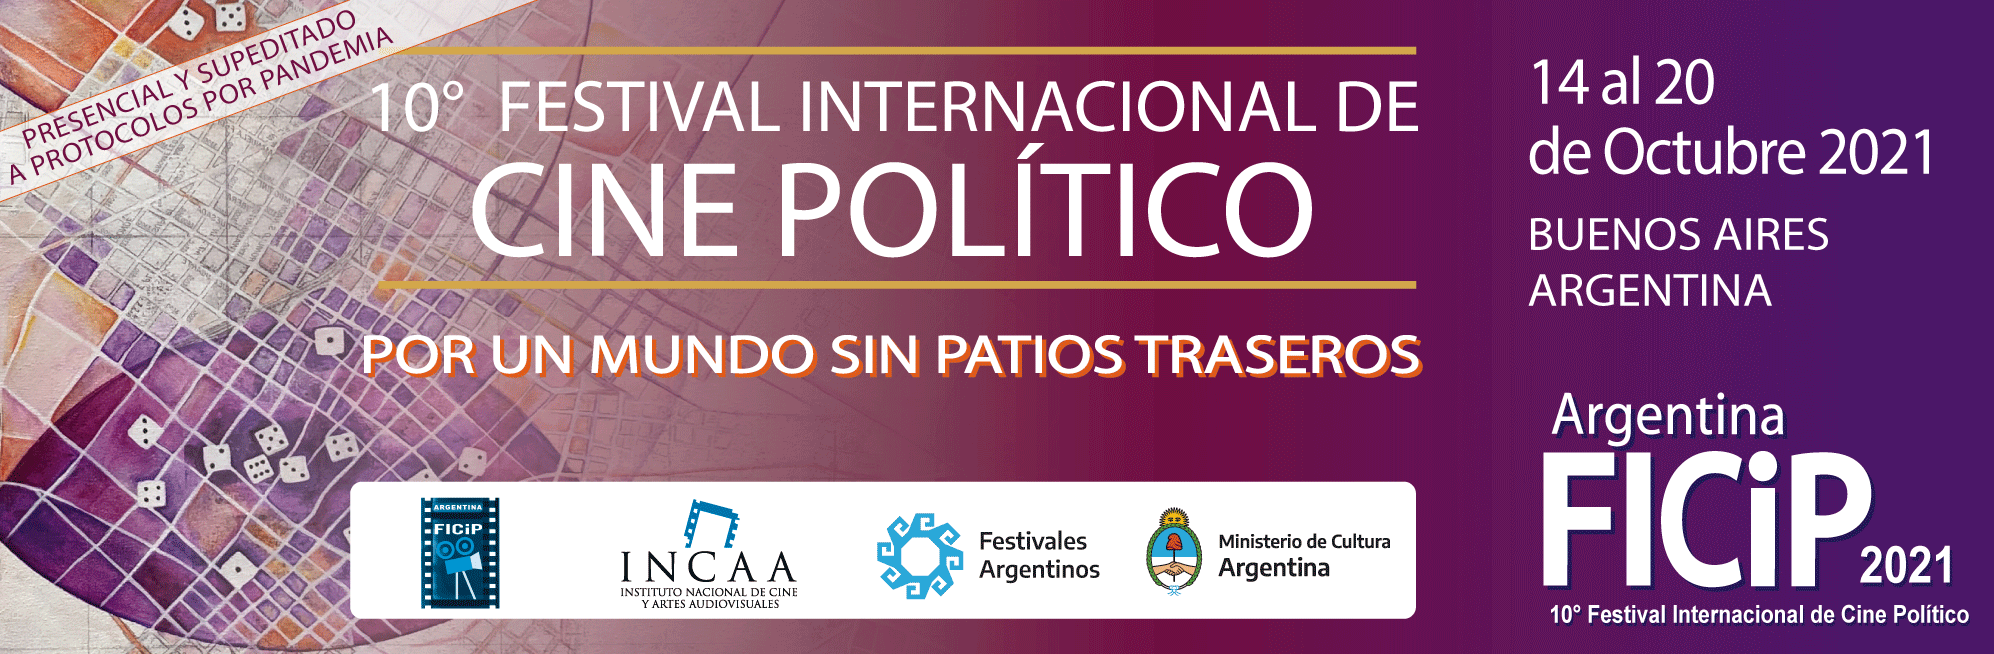 PRESENCIAL Y SUPEDITADO
A PROTOCOLOS POR PANDEMIA
10° FESTIVAL INTERNACIONAL DE
CINE POLÍTICO
POR UN MUNDO SIN PATIOS TRASEROS
14 al 20
de Octubre 2021
BUENOS AIRES
ARGENTINA
Argentina
FICiP 2021
10° Festival Internacional de Cine Político
ARGENTINA
FICiP
INCAA
INSTITUTO NACIONAL DE CINE
Y ARTES AUDIOVISUALES
Festivales
Argentinos
Ministerio de Cultura
Argentina